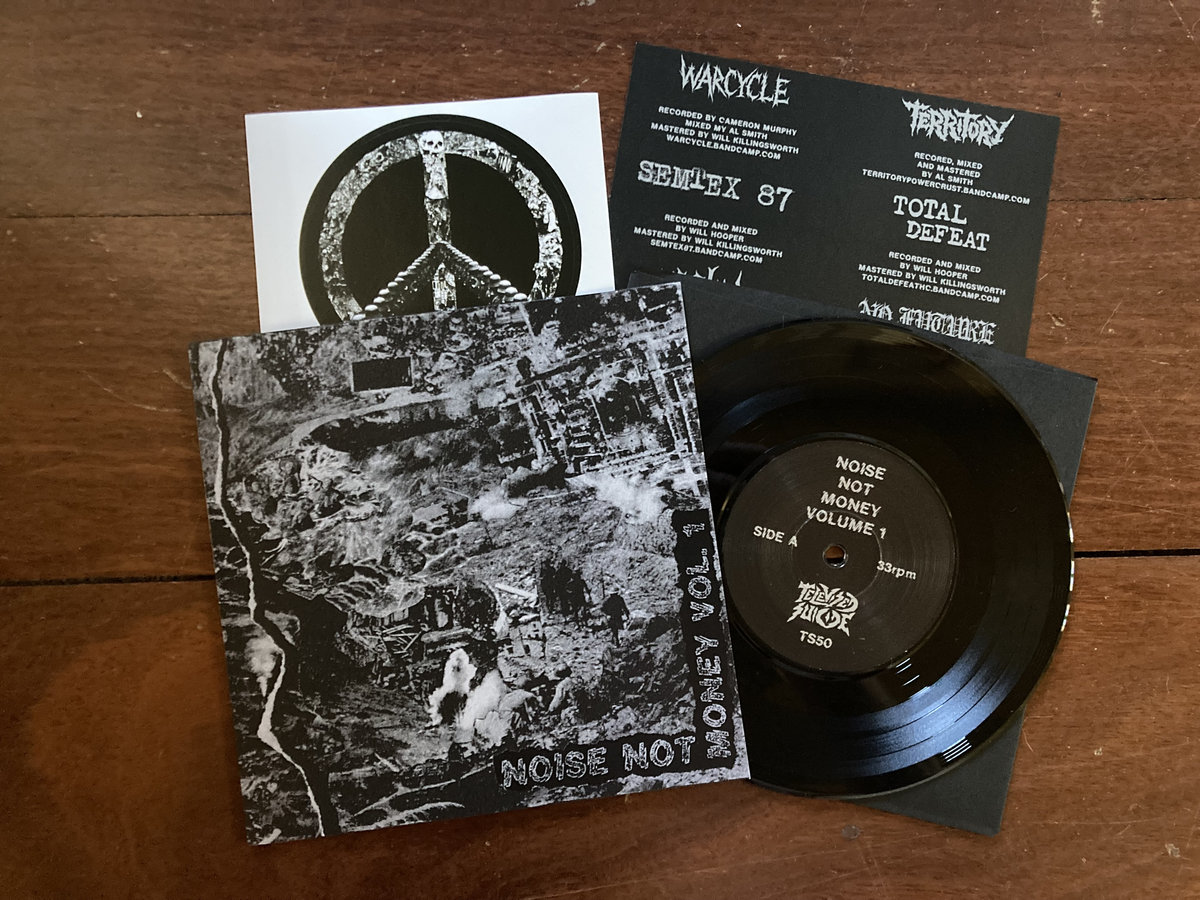 WARCYCLE
RECORDED BY CAMERON MURPHY
MIXED MY AL SMITH
MASTERED BY WILL KILLINGSWORTH
WARCYCLE.BANDCAMP.COM
SEMTEX 87
RECORDED AND MIXED
BY WILL HOOPER
MASTERED BY WILL KILLINGSWORTH
SEMTEX87.BANDCAMP.COM
TERRITORY
RECORED, MIXED
AND MASTERED
BY AL SMITH
TERRITORYPOWERCRUST.BANDCAMP.COM
TOTAL
DEFEAT
RECORDED AND MIXED
BY WILL HOOPER
MASTERED BY WILL KILLINGSWORTH
TOTALDEFEATHC.BANDCAMP.COM
NO FUTURE
NOISE NOT
MONEY VOL. 1
NOISE
NOT
MONEY
VOLUME 1
SIDE A
33rpm
TELEVISED
SUICIDE
TS50